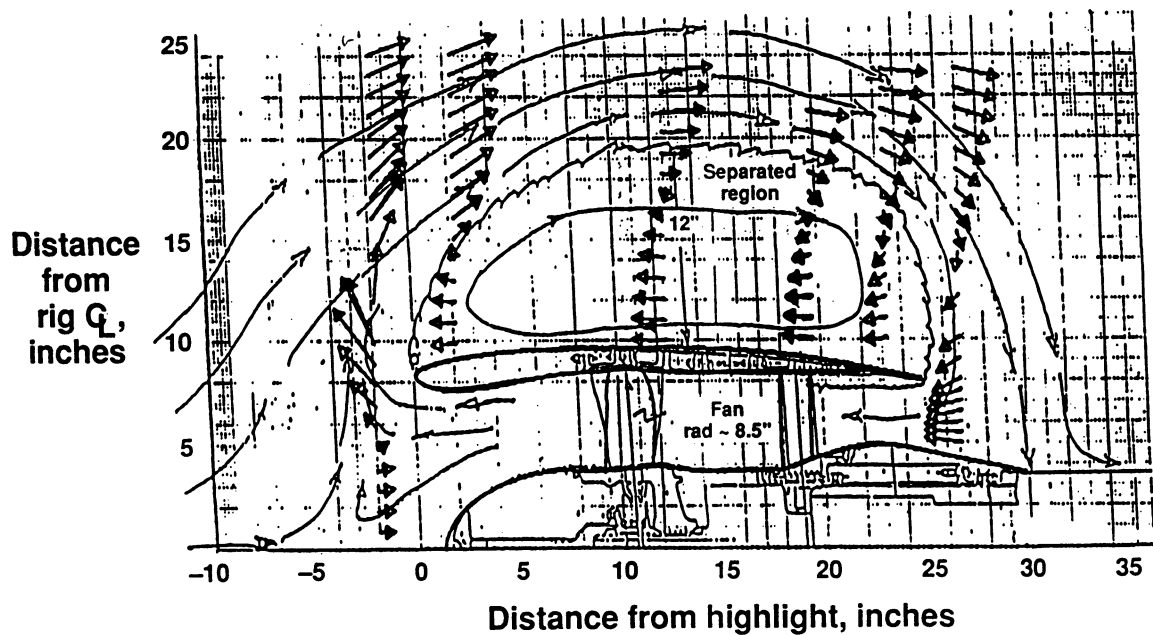 25
20
15
10
5
Distance
from
rig ℄,
inches
Separated
region
12"
Fan
rad ~ 8.5"
–10 –5 0 5 10 15 20 25 30 35
Distance from highlight, inches